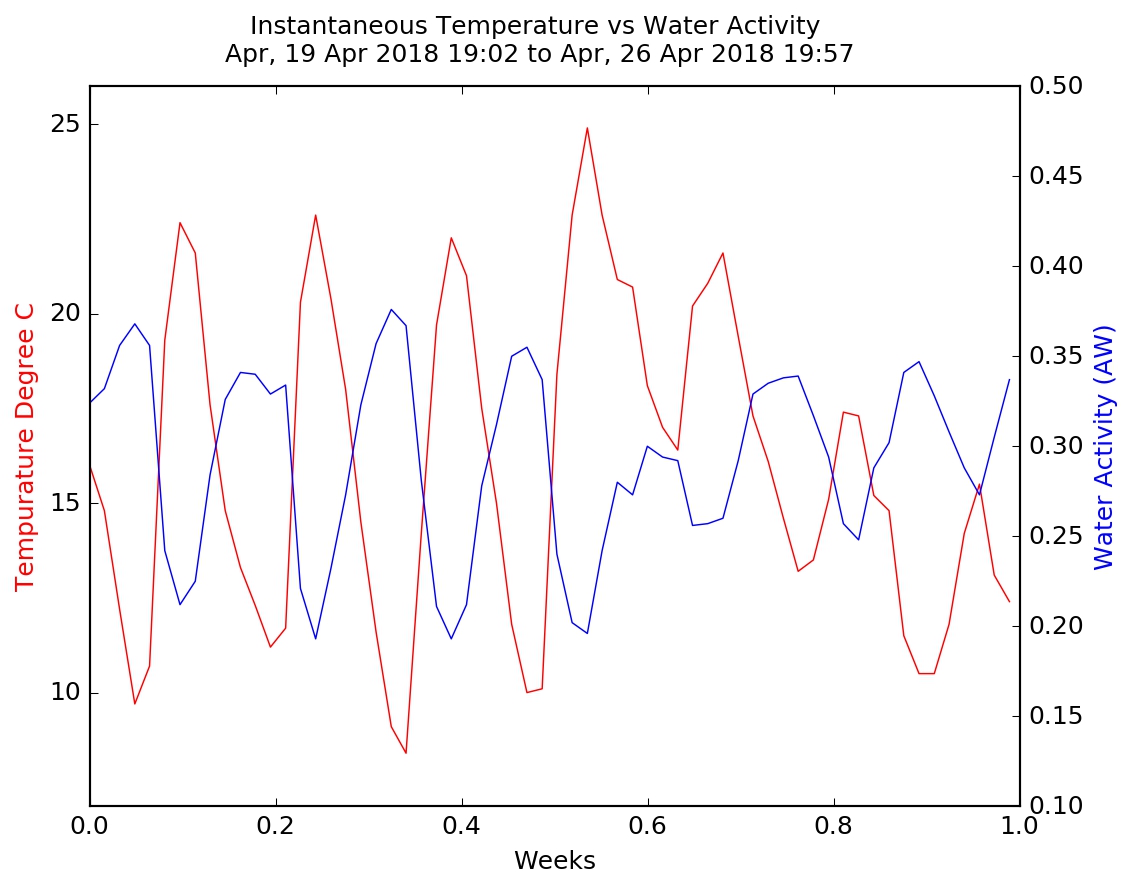 Instantaneous Temperature vs Water Activity
Apr, 19 Apr 2018 19:02 to Apr, 26 Apr 2018 19:57
25
20
15
10
Tempurature Degree C
0.50
0.45
0.40
0.35
0.30
0.25
0.20
0.15
0.10
Water Activity (AW)
0.0 0.2 0.4 0.6 0.8 1.0
Weeks